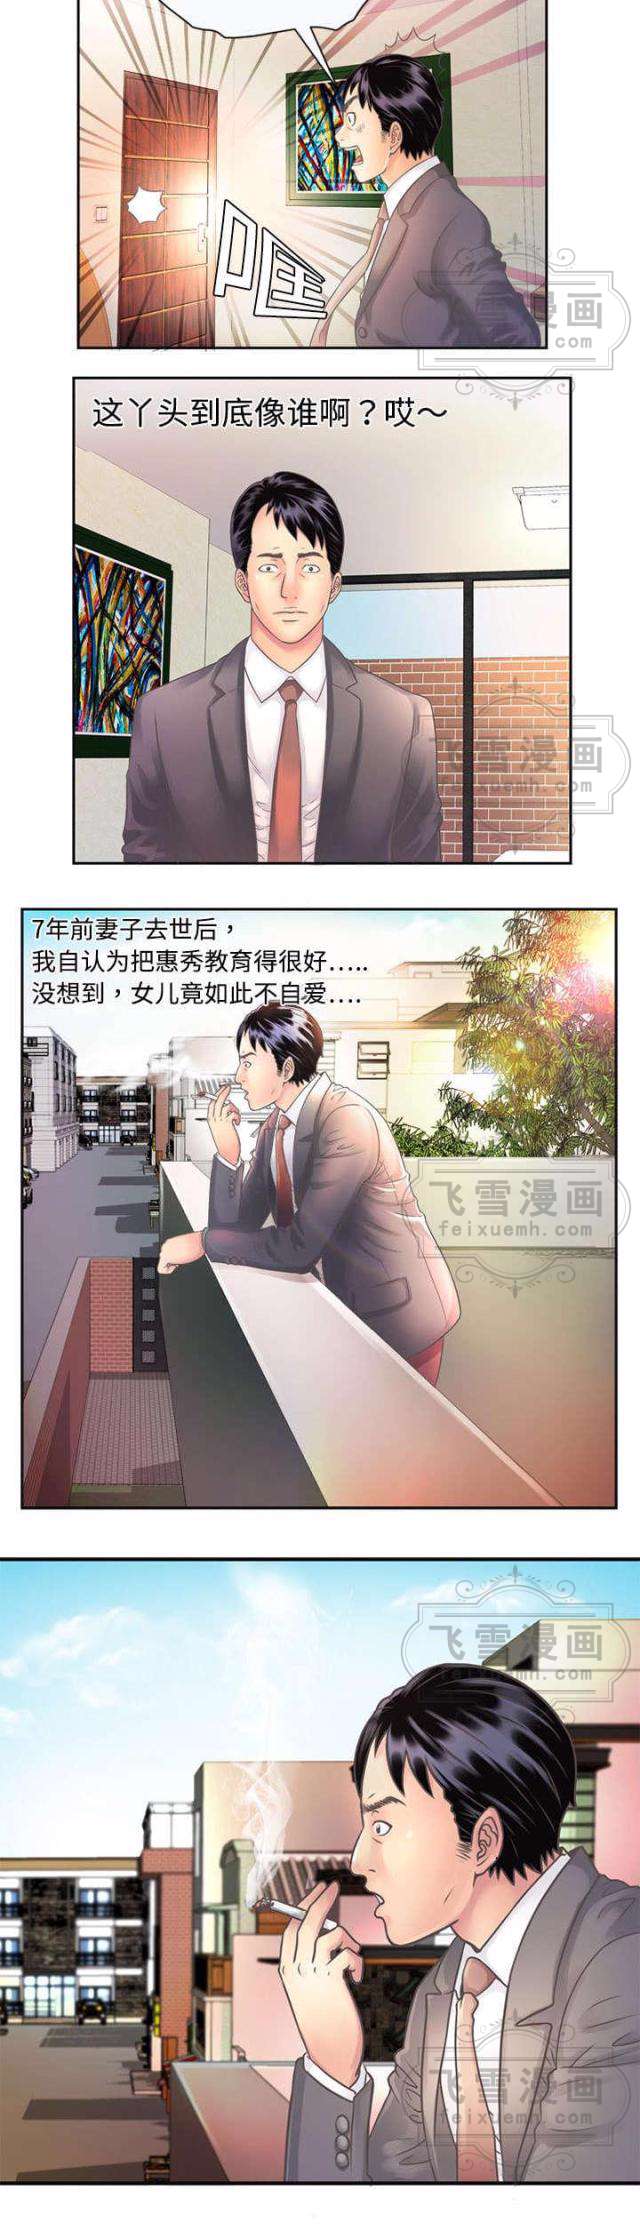 哐
飞雪漫画
feixuemh.com
这丫头到底像谁啊？哎～
飞雪漫画
feixuemh.com
7年前妻子去世后，
我自认为把惠秀教育得很好.....
没想到，女儿竟如此不自爱....
飞雪漫画
feixuemh.com
飞雪漫画
feixuemh.com
飞雪漫画
feixuemh.com